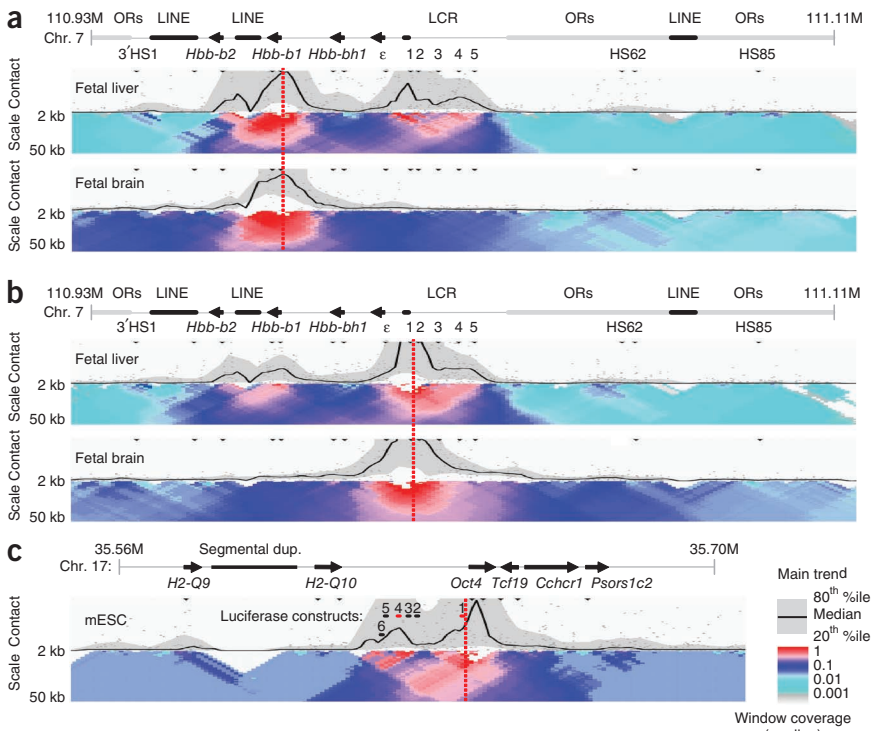 a
110.93M ORs LINE LINE LCR ORs LINE ORs 111.11M
Chr. 7
3′HS1 Hbb-b2 Hbb-b1 Hbb-bh1 ε 1 2 3 4 5 HS62 HS85
Scale Contact
Fetal liver
2 kb
50 kb
Scale Contact
Fetal brain
2 kb
50 kb
b
110.93M ORs LINE LINE LCR ORs LINE ORs 111.11M
Chr. 7
3′HS1 Hbb-b2 Hbb-b1 Hbb-bh1 ε 1 2 3 4 5 HS62 HS85
Scale Contact
Fetal liver
2 kb
50 kb
Scale Contact
Fetal brain
2 kb
50 kb
c
35.56M Segmental dup. 35.70M
Chr. 17:
H2-Q9 H2-Q10 Oct4 Tcf19 Cchcr1 Psors1c2
Scale Contact
mESC
Luciferase constructs: 5 4 3 2 1
6
2 kb
50 kb
Main trend
80th %ile
Median
20th %ile
1
0.1
0.01
0.001
Window coverage